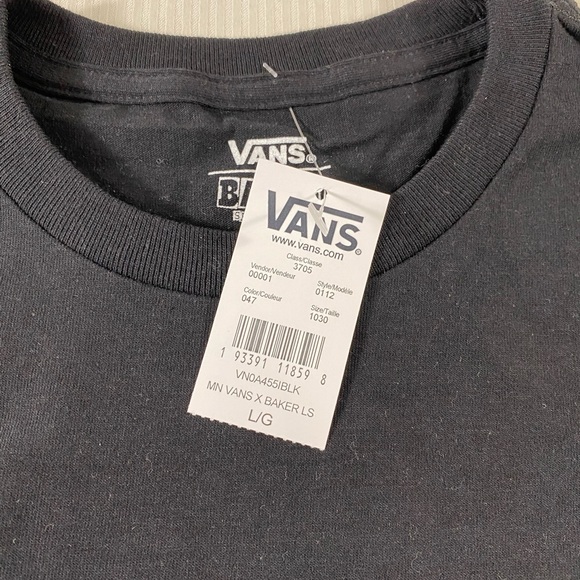 VANS®
B
VANS®
www.vans.com
Class/Classe
3705
Vendor/Vendeur
00001
Style/Modèle
0112
Color/Couleur
047
Size/Taille
1030
1 93391 11859 8
VN0A455IBLK
MN VANS X BAKER LS
L/G